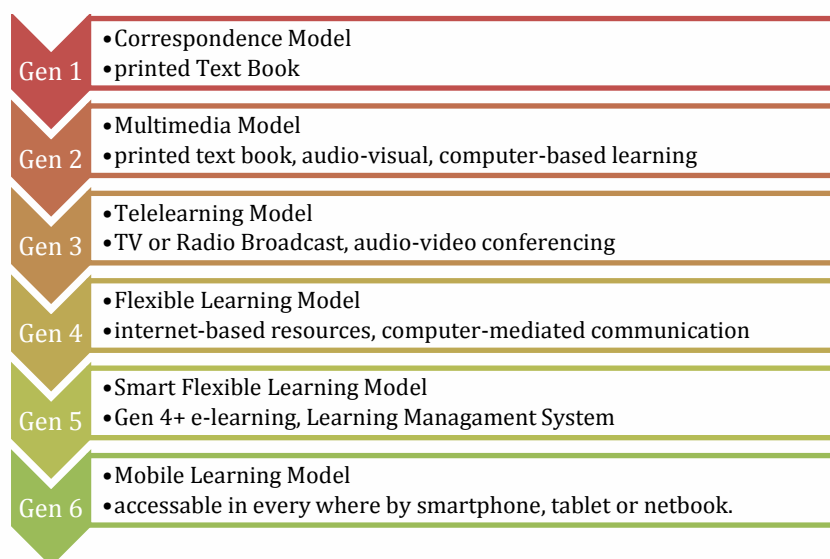 Gen 1
•Correspondence Model
•printed Text Book
Gen 2
•Multimedia Model
•printed text book, audio-visual, computer-based learning
Gen 3
•Telelearning Model
•TV or Radio Broadcast, audio-video conferencing
Gen 4
•Flexible Learning Model
•internet-based resources, computer-mediated communication
Gen 5
•Smart Flexible Learning Model
•Gen 4+ e-learning, Learning Managament System
Gen 6
•Mobile Learning Model
•accessable in every where by smartphone, tablet or netbook.